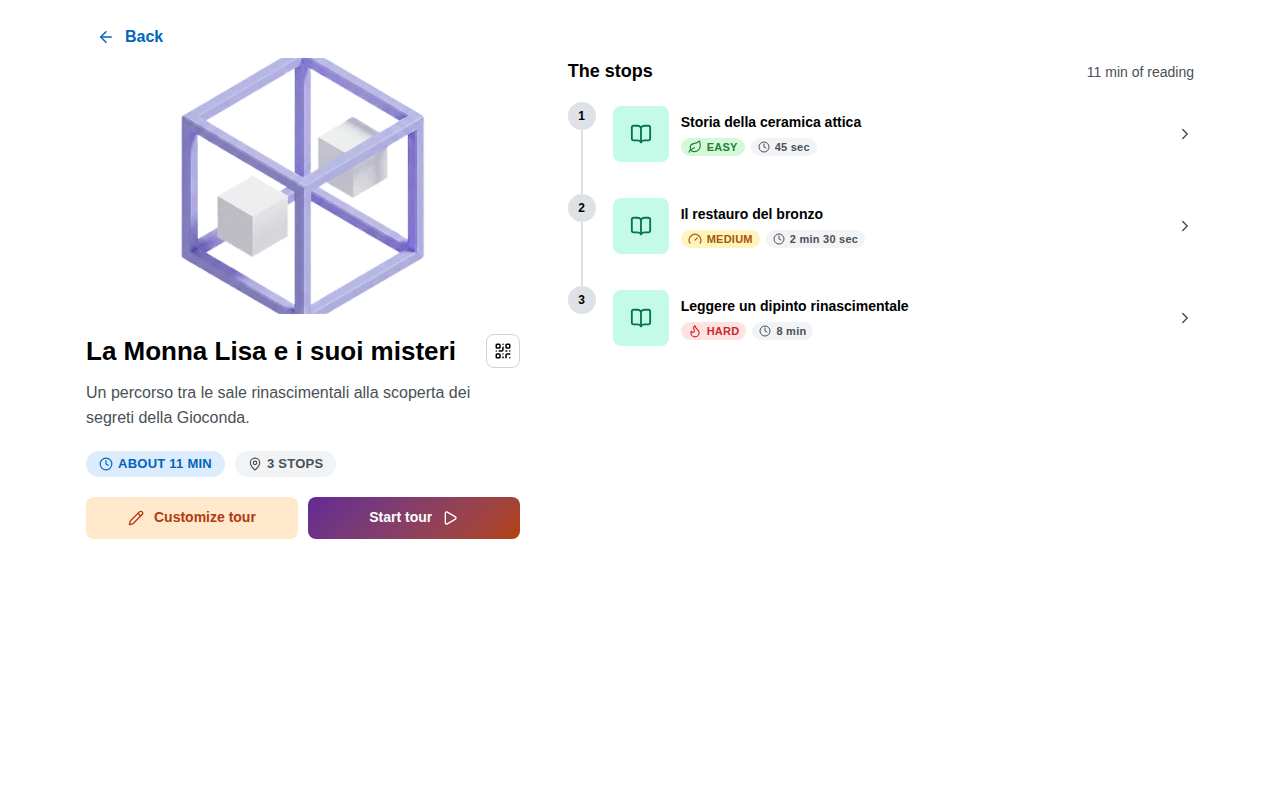 Back
La Monna Lisa e i suoi misteri
Un percorso tra le sale rinascimentali alla scoperta dei
segreti della Gioconda.
ABOUT 11 MIN
3 STOPS
Customize tour
Start tour
The stops
11 min of reading
1
Storia della ceramica attica
EASY
45 sec
2
Il restauro del bronzo
MEDIUM
2 min 30 sec
3
Leggere un dipinto rinascimentale
HARD
8 min